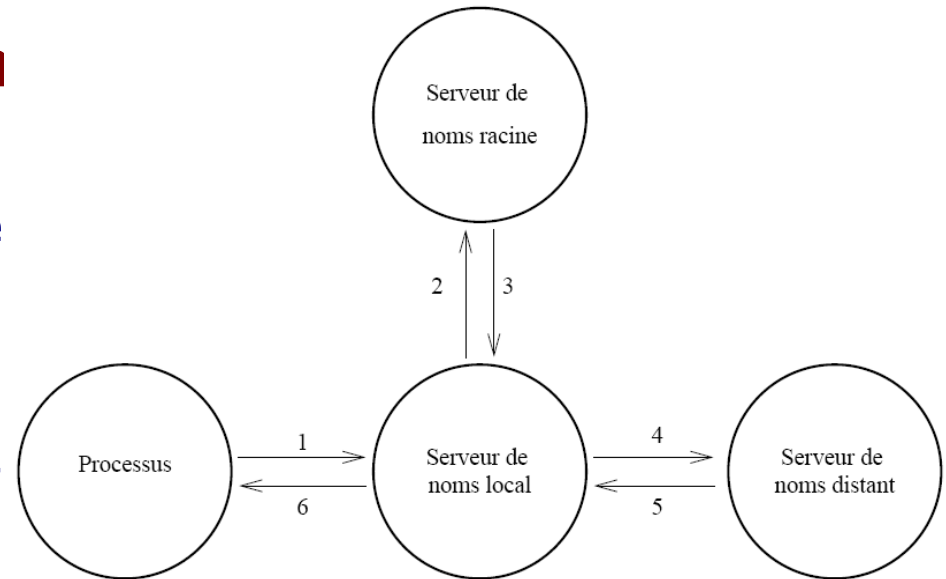 Serveur de
noms racine
2
3
Processus
1
6
Serveur de
noms local
4
5
Serveur de
noms distant